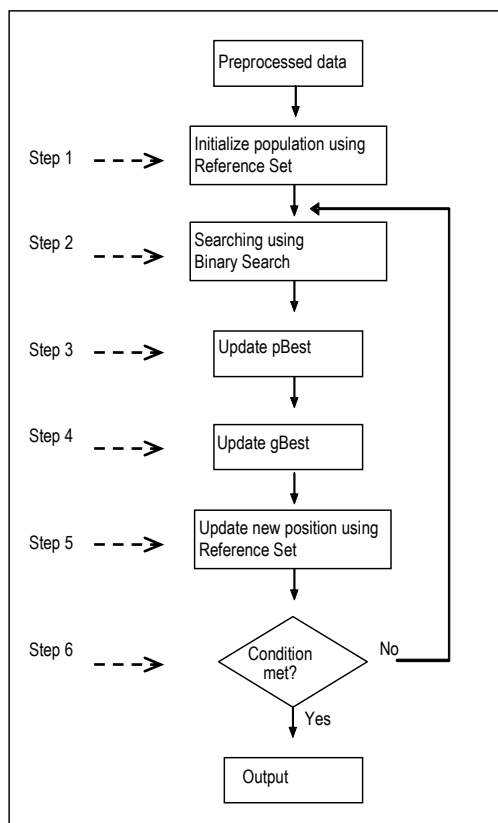 Preprocessed data
Step 1
Initialize population using
Reference Set
Step 2
Searching using
Binary Search
Step 3
Update pBest
Step 4
Update gBest
Step 5
Update new position using
Reference Set
Step 6
Condition
met?
No
Yes
Output